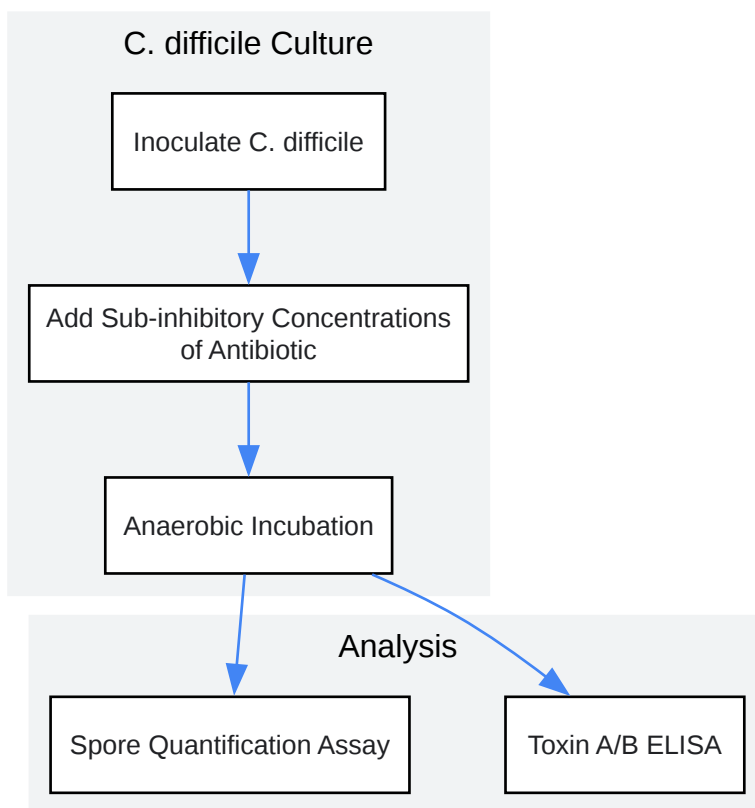 C. difficile Culture
Inoculate C. difficile
Add Sub-inhibitory Concentrations
of Antibiotic
Anaerobic Incubation
Analysis
Spore Quantification Assay
Toxin A/B ELISA